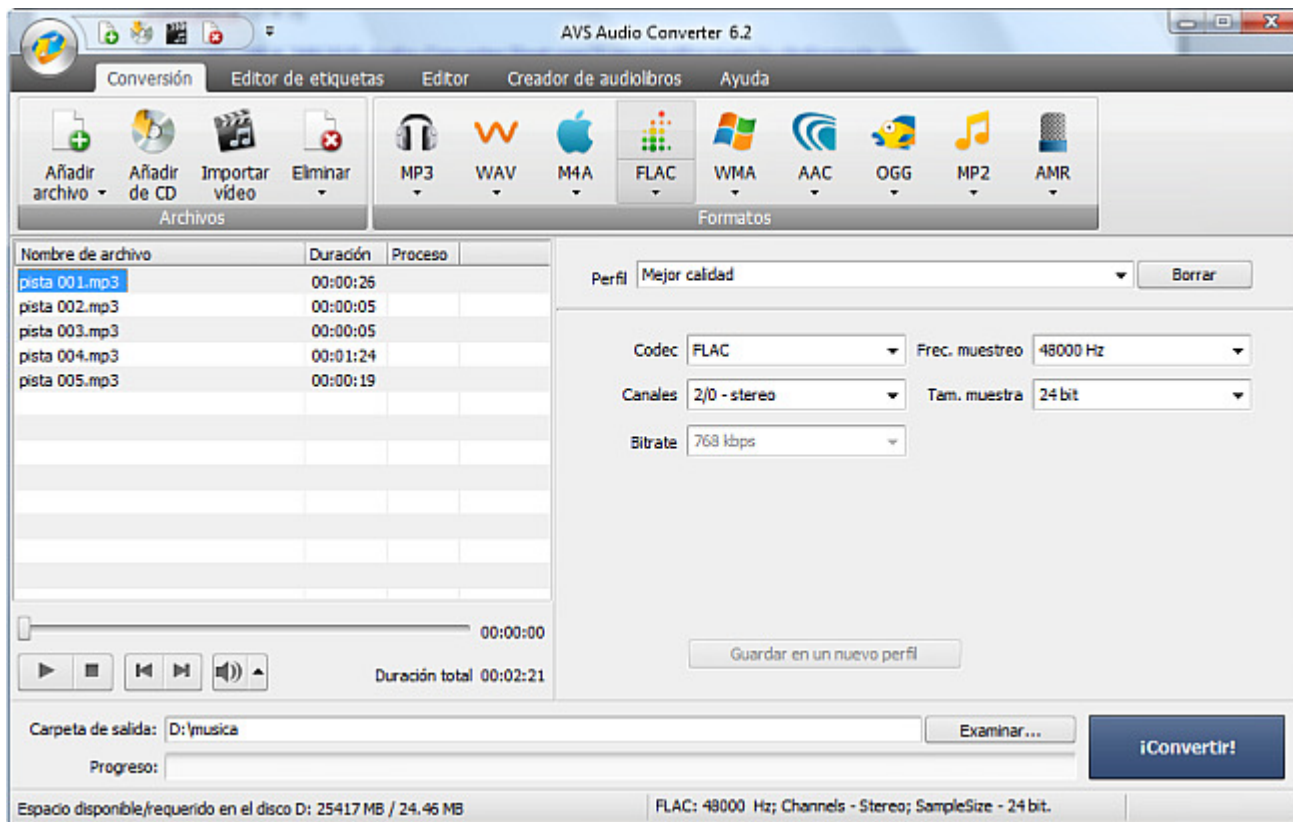 AVS Audio Converter 6.2
Conversión Editor de etiquetas Editor Creador de audiolibros Ayuda
Añadir archivo
Añadir de CD
Importar vídeo
Eliminar
MP3 WAV M4A FLAC WMA AAC OGG MP2 AMR
Archivos
Formatos
Nombre de archivo Duración Proceso
pista 001.mp3 00:00:26
pista 002.mp3 00:00:05
pista 003.mp3 00:00:05
pista 004.mp3 00:01:24
pista 005.mp3 00:00:19
00:00:00
Duración total 00:02:21
Perfil Mejor calidad Borrar
Codec FLAC Frec. muestreo 48000 Hz
Canales 2/0 - stereo Tam. muestra 24 bit
Bitrate 768 kbps
Guardar en un nuevo perfil
Carpeta de salida: D:\musica Examinar...
¡Convertir!
Progreso:
Espacio disponible/requerido en el disco D: 25417 MB / 24.46 MB
FLAC: 48000 Hz; Channels - Stereo; SampleSize - 24 bit.